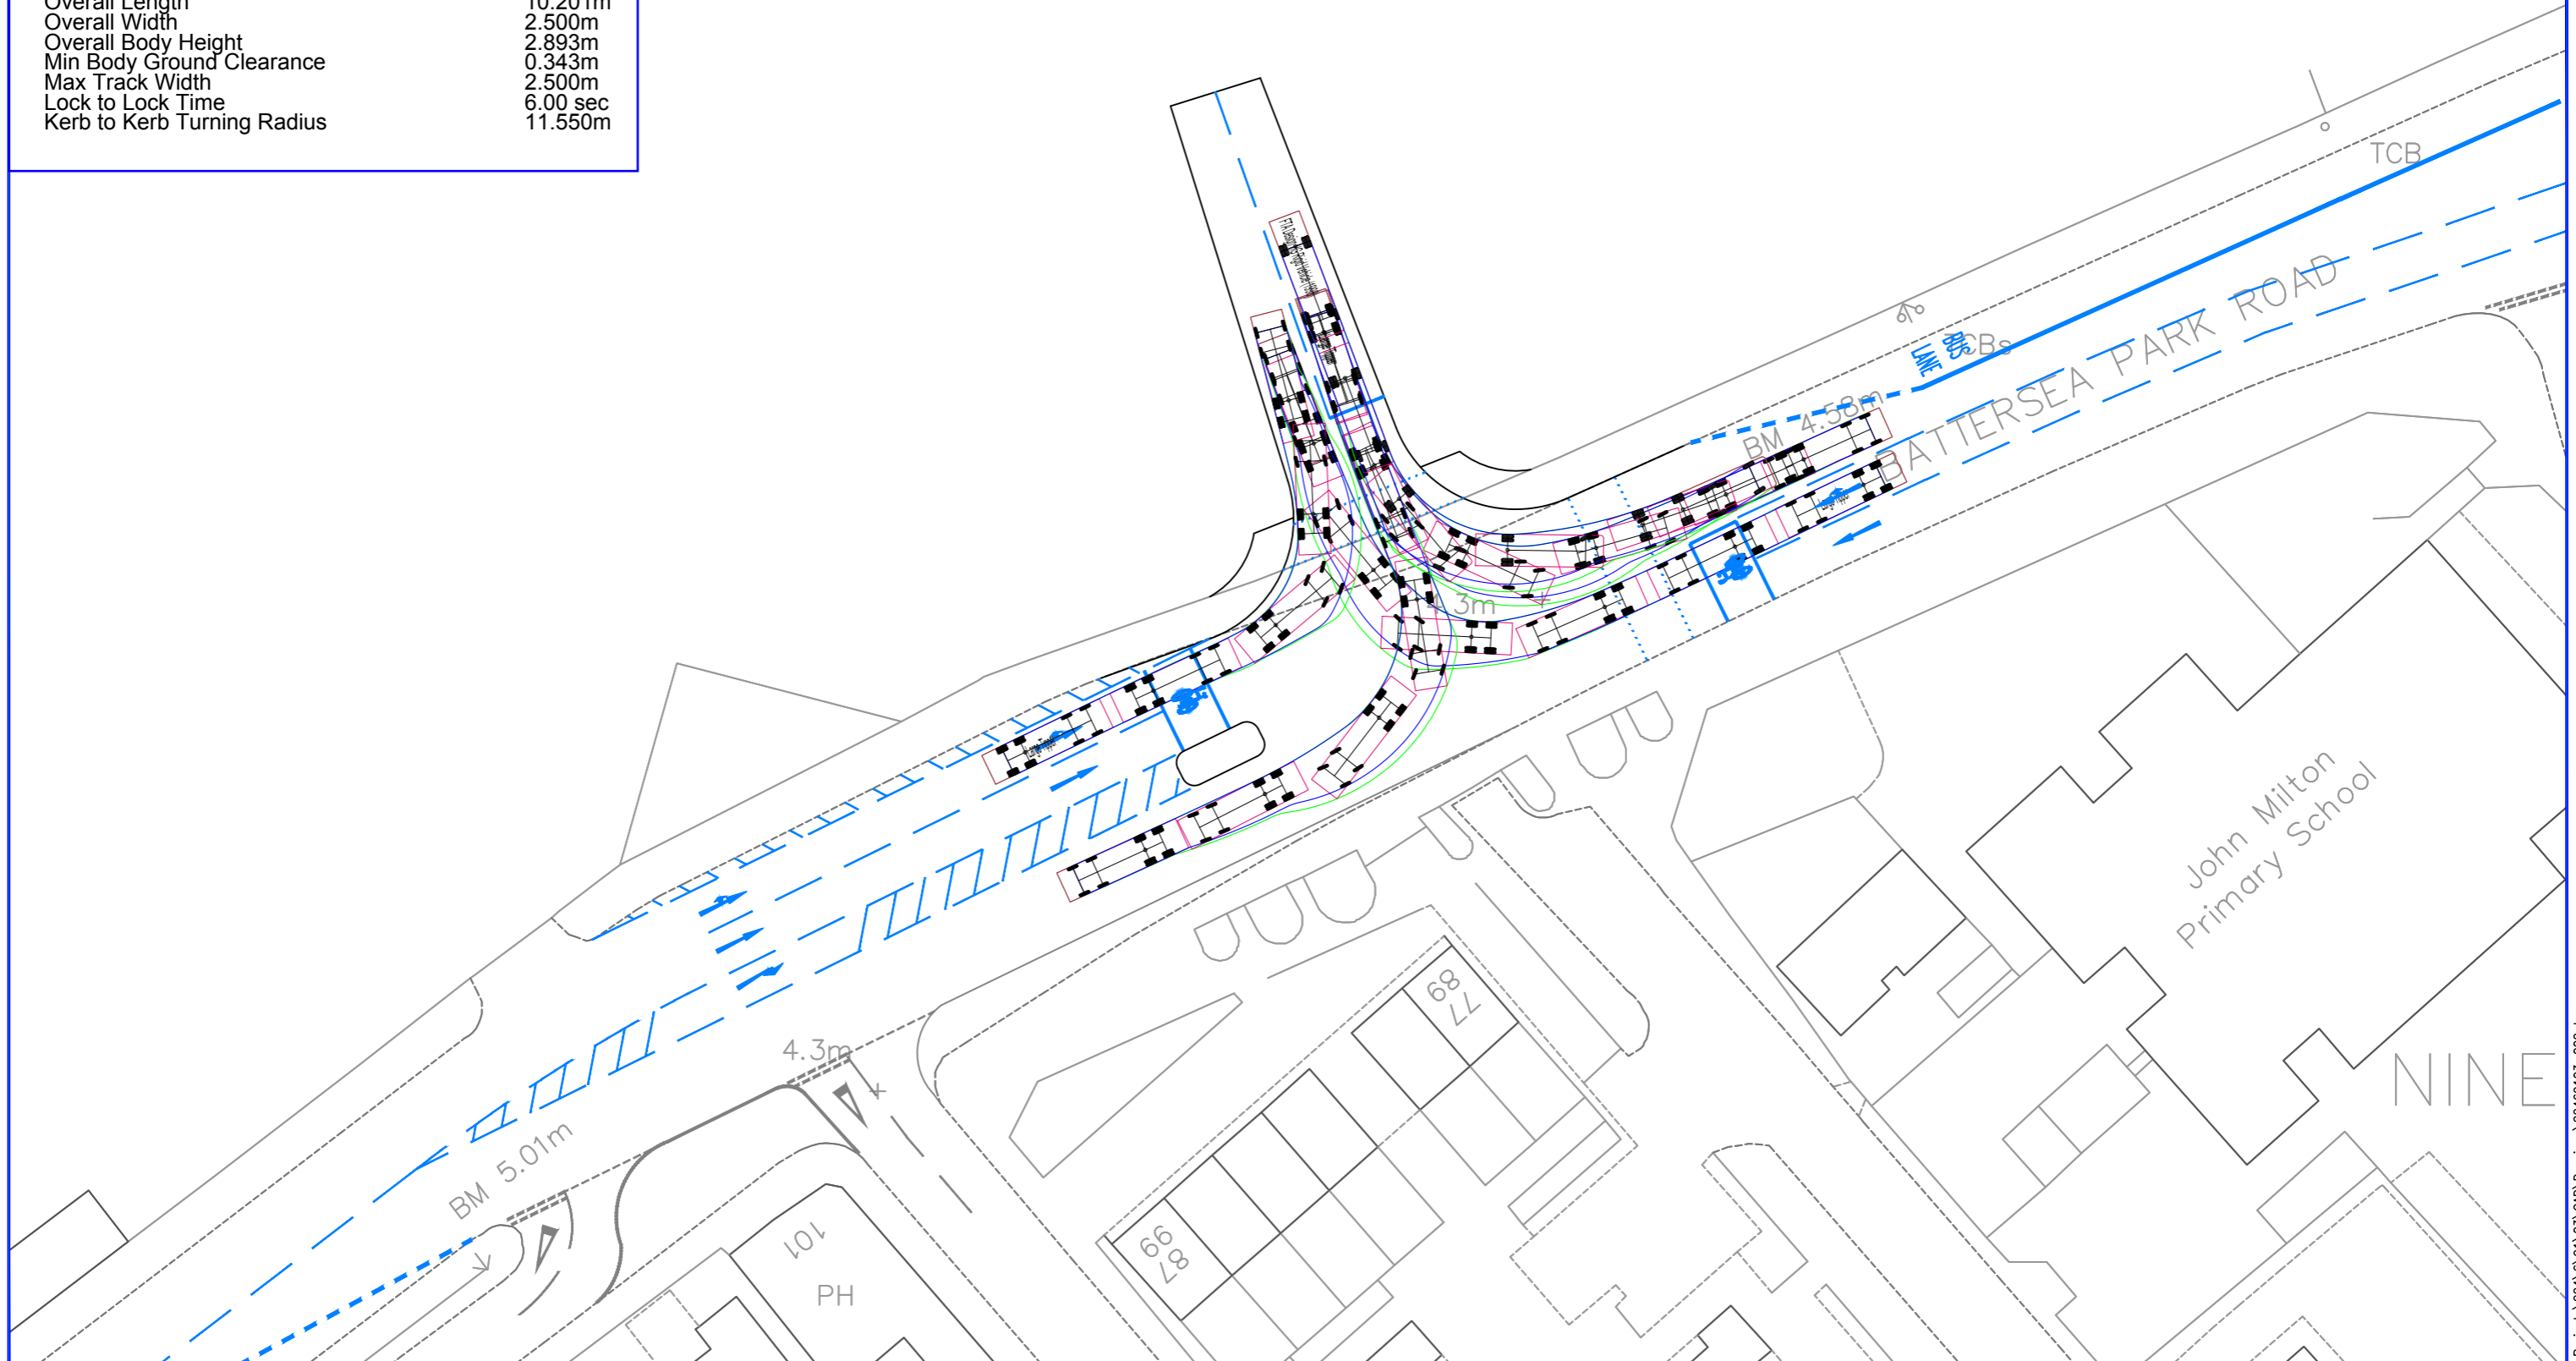 Overall Length 10.201m
Overall Width 2.500m
Overall Body Height 2.893m
Min Body Ground Clearance 0.343m
Max Track Width 2.500m
Lock to Lock Time 6.00 sec
Kerb to Kerb Turning Radius 11.550m
TCB
BATTERSEA PARK ROAD
BUS
LANE
TCBs
BM 4.58m
4.3m
John Milton
Primary School
89
77
4.3m
NINE
BM 5.01m
99
87
101
PH